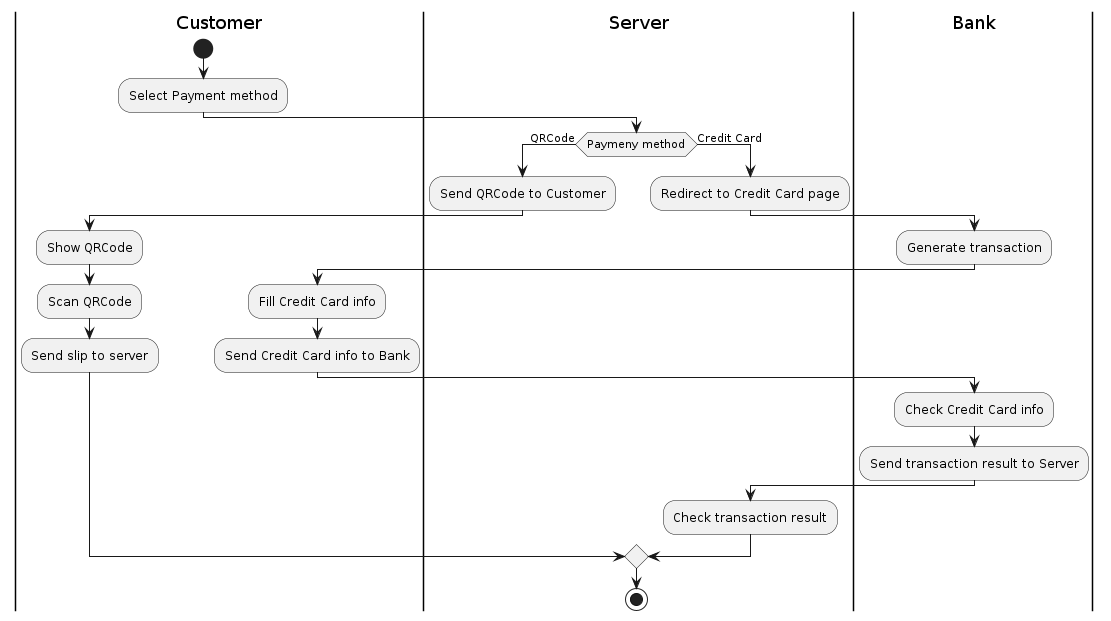 Customer
Server
Bank
Select Payment method
QRCode
Paymeny method
Credit Card
Send QRCode to Customer
Redirect to Credit Card page
Show QRCode
Generate transaction
Scan QRCode
Fill Credit Card info
Send slip to server
Send Credit Card info to Bank
Check Credit Card info
Send transaction result to Server
Check transaction result